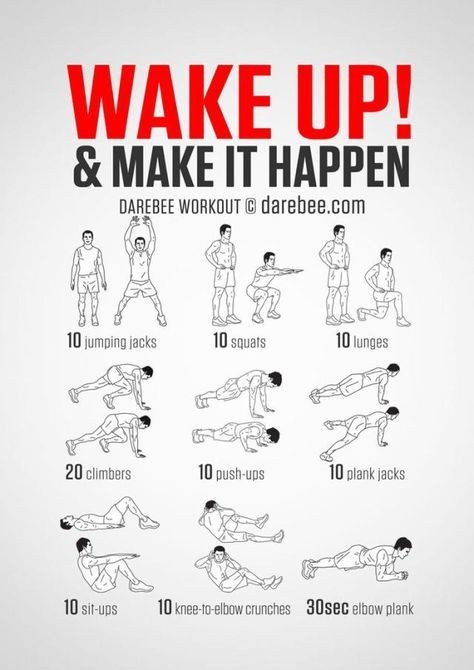 WAKE UP!
& MAKE IT HAPPEN
DAREBEE WORKOUT © darebee.com
10 jumping jacks
10 squats
10 lunges
20 climbers
10 push-ups
10 plank jacks
10 sit-ups
10 knee-to-elbow crunches
30sec elbow plank